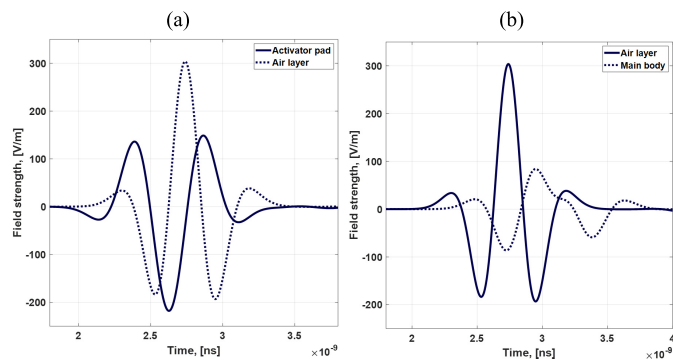 (a)
Activator pad
Air layer
Field strength, [V/m]
300
200
100
0
-100
-200
2
2.5
3
3.5
Time, [ns]
×10⁻⁹
(b)
Air layer
Main body
Field strength, [V/m]
300
200
100
0
-100
-200
2
2.5
3
3.5
4
Time, [ns]
×10⁻⁹